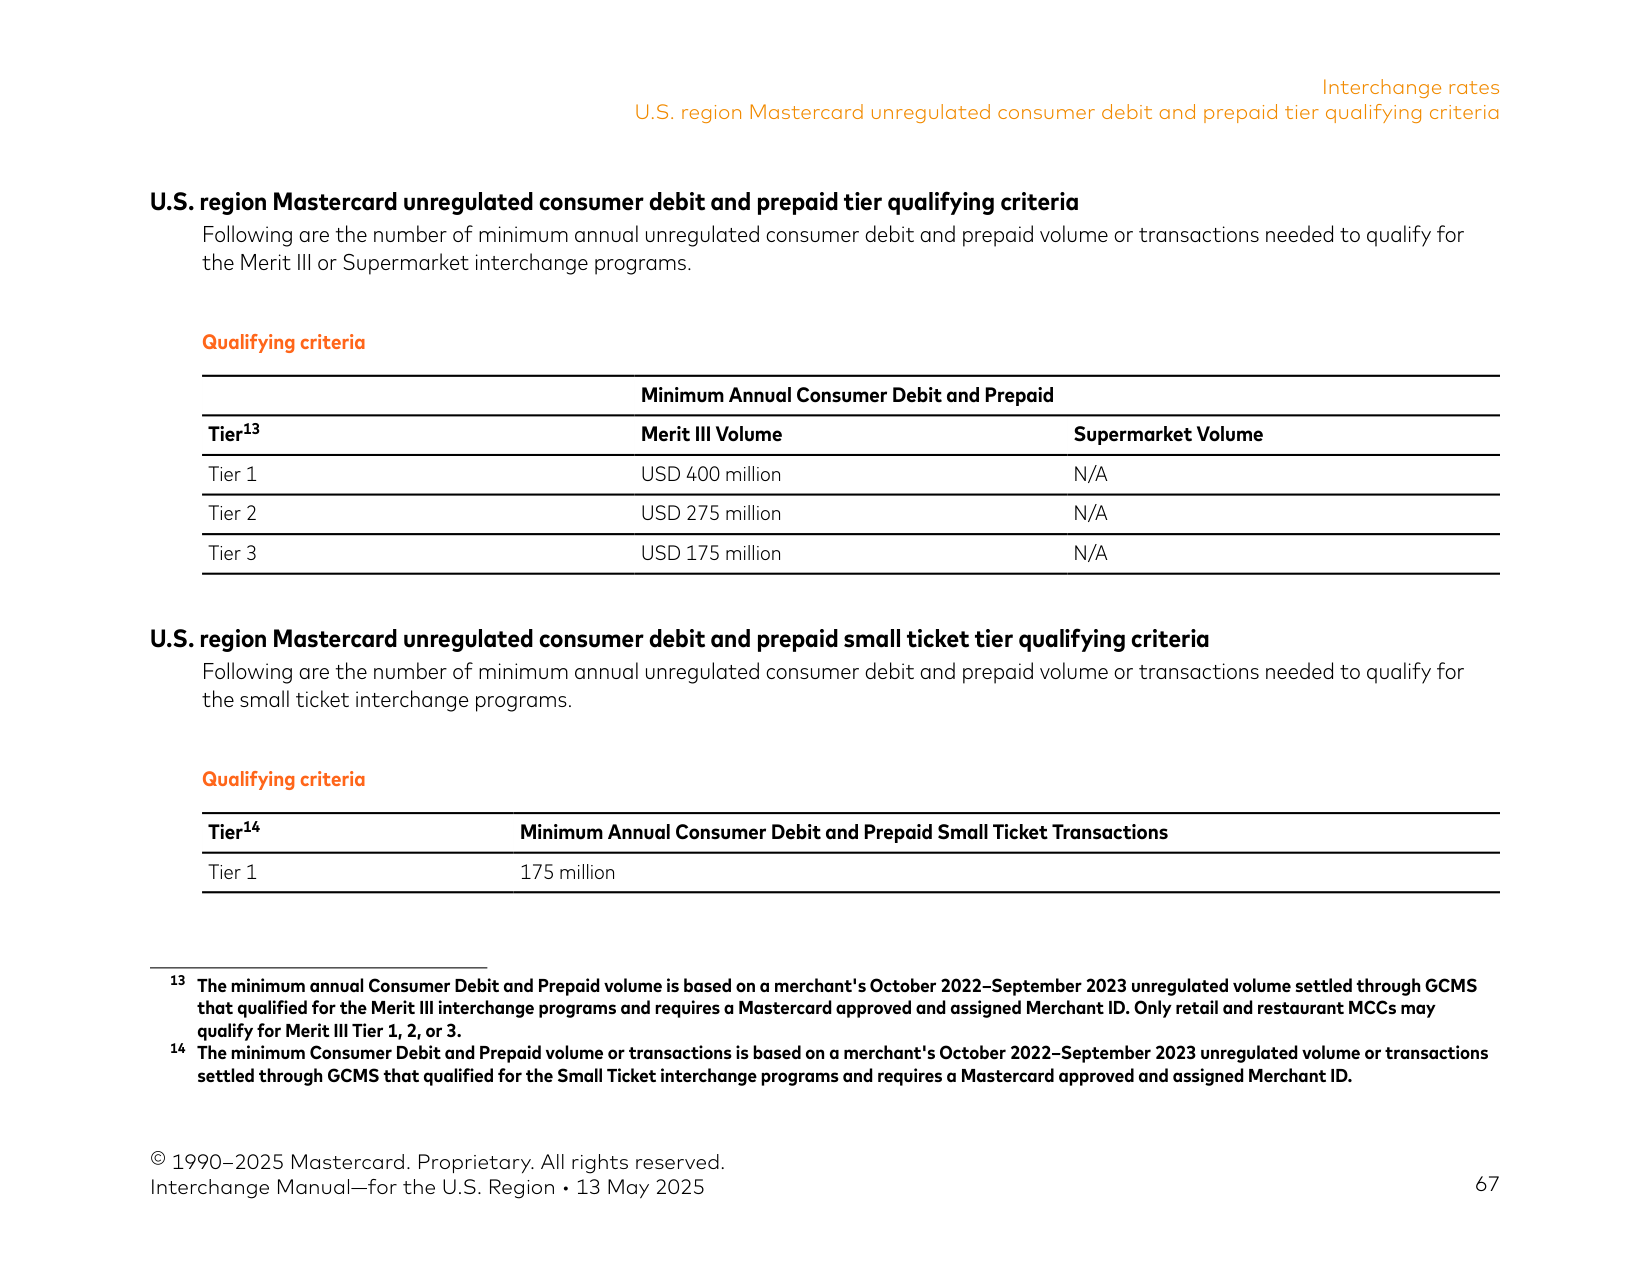 Interchange rates
U.S. region Mastercard unregulated consumer debit and prepaid tier qualifying criteria
U.S. region Mastercard unregulated consumer debit and prepaid tier qualifying criteria
Following are the number of minimum annual unregulated consumer debit and prepaid volume or transactions needed to qualify for
the Merit III or Supermarket interchange programs.
Qualifying criteria
Minimum Annual Consumer Debit and Prepaid
Tier13 Merit III Volume Supermarket Volume
Tier 1 USD 400 million N/A
Tier 2 USD 275 million N/A
Tier 3 USD 175 million N/A
U.S. region Mastercard unregulated consumer debit and prepaid small ticket tier qualifying criteria
Following are the number of minimum annual unregulated consumer debit and prepaid volume or transactions needed to qualify for
the small ticket interchange programs.
Qualifying criteria
Tier14 Minimum Annual Consumer Debit and Prepaid Small Ticket Transactions
Tier 1 175 million
13 The minimum annual Consumer Debit and Prepaid volume is based on a merchant's October 2022–September 2023 unregulated volume settled through GCMS
that qualified for the Merit III interchange programs and requires a Mastercard approved and assigned Merchant ID. Only retail and restaurant MCCs may
qualify for Merit III Tier 1, 2, or 3.
14 The minimum Consumer Debit and Prepaid volume or transactions is based on a merchant's October 2022–September 2023 unregulated volume or transactions
settled through GCMS that qualified for the Small Ticket interchange programs and requires a Mastercard approved and assigned Merchant ID.
© 1990–2025 Mastercard. Proprietary. All rights reserved.
Interchange Manual—for the U.S. Region • 13 May 2025
67